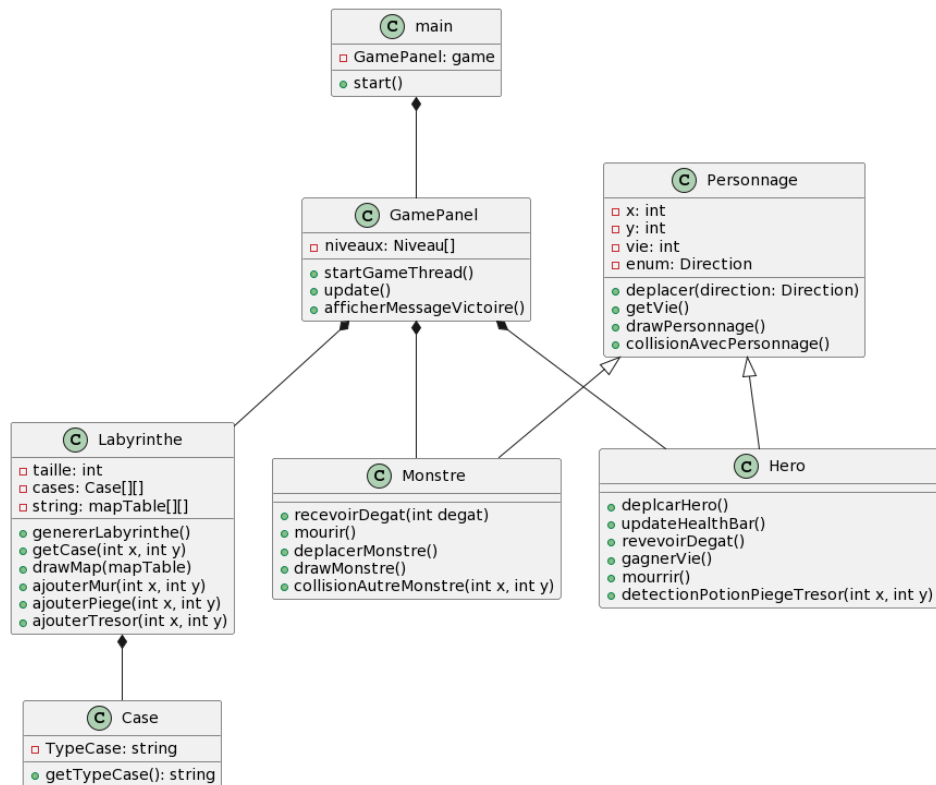 C main
GamePanel: game
start()
C Personnage
x: int
y: int
vie: int
enum: Direction
deplacer(direction: Direction)
getVie()
drawPersonnage()
collisionAvecPersonnage()
C GamePanel
niveaux: Niveau[]
startGameThread()
update()
afficherMessageVictoire()
C Labyrinthe
taille: int
cases: Case[][]
string: mapTable[][]
genererLabyrinthe()
getCase(int x, int y)
drawMap(mapTable)
ajouterMur(int x, int y)
ajouterPiege(int x, int y)
ajouterTresor(int x, int y)
C Monstre
recevoirDegat(int degat)
mourir()
deplacerMonstre()
drawMonstre()
collisionAutreMonstre(int x, int y)
C Hero
deplcarHero()
updateHealthBar()
revevoirDegat()
gagnerVie()
mourrir()
detectionPotionPiegeTresor(int x, int y)
C Case
TypeCase: string
getTypeCase(): string